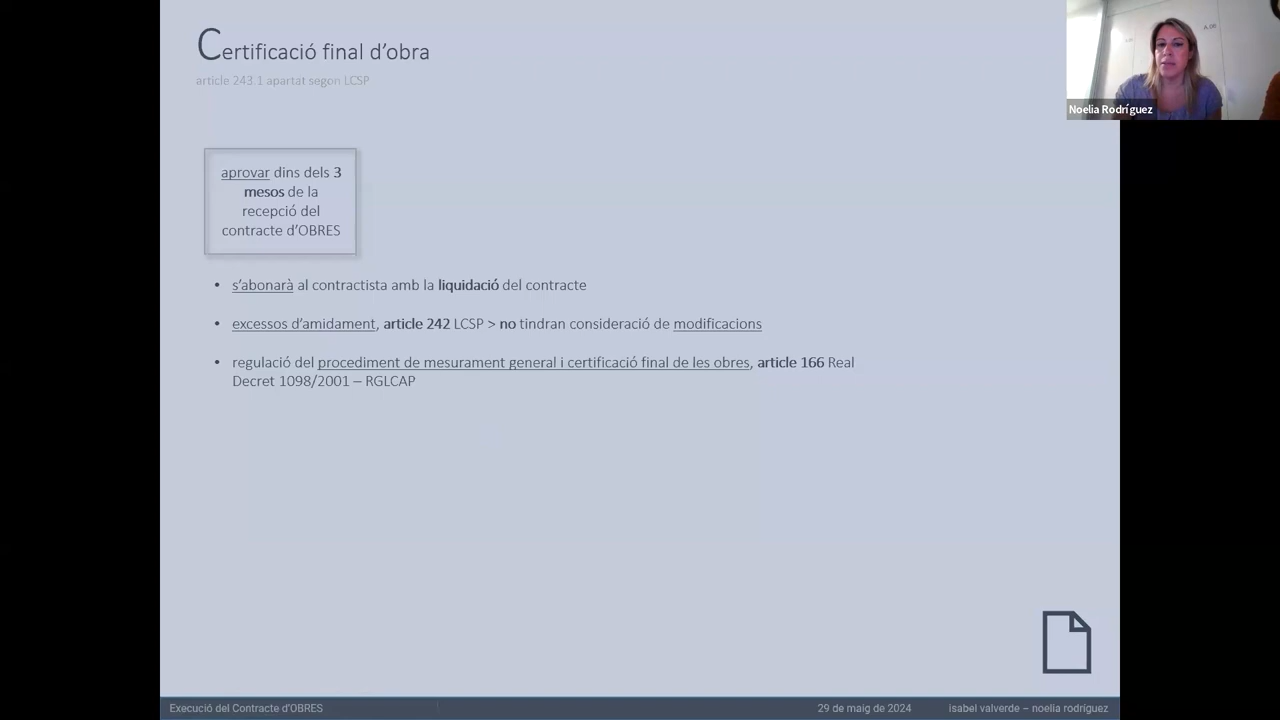 Certificació final d'obra
article 243.1 apartat segon LCSP
Noelia Rodríguez
aprovar dins dels 3
mesos de la
recepció del
contracte d'OBRES
• s'abonarà al contractista amb la liquidació del contracte
• excessos d'amidament, article 242 LCSP > no tindran consideració de modificacions
• regulació del procediment de mesurament general i certificació final de les obres, article 166 Real
Decret 1098/2001 – RGLCAP
Execució del Contracte d'OBRES
29 de maig de 2024
isabel valverde – noelia rodríguez